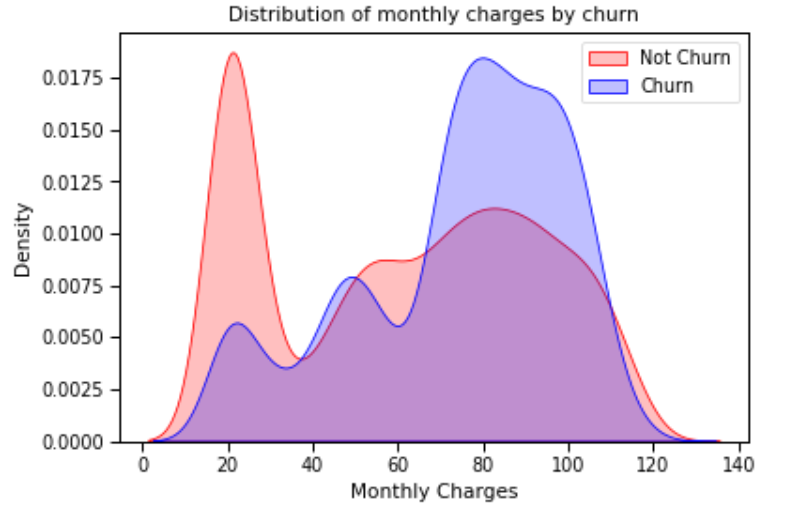 Distribution of monthly charges by churn
Not Churn
Churn
0.0175
0.0150
0.0125
0.0100
0.0075
0.0050
0.0025
0.0000
Density
0 20 40 60 80 100 120 140
Monthly Charges